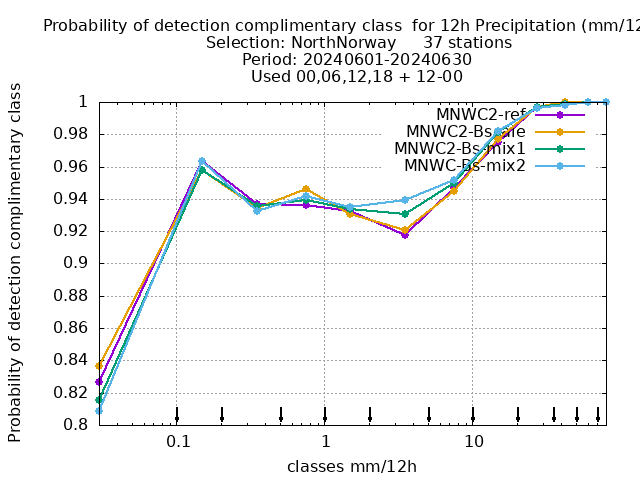 Probability of detection complimentary class  for 12h Precipitation (mm/12
Selection: NorthNorway     37 stations
Period: 20240601-20240630
Used 00,06,12,18 + 12-00
Probability of detection complimentary class
1
0.98
0.96
0.94
0.92
0.9
0.88
0.86
0.84
0.82
0.8
MNWC2-ref
MNWC2-Bs-mix1
MNWC-Bs-mix2
0.1
1
10
classes mm/12h